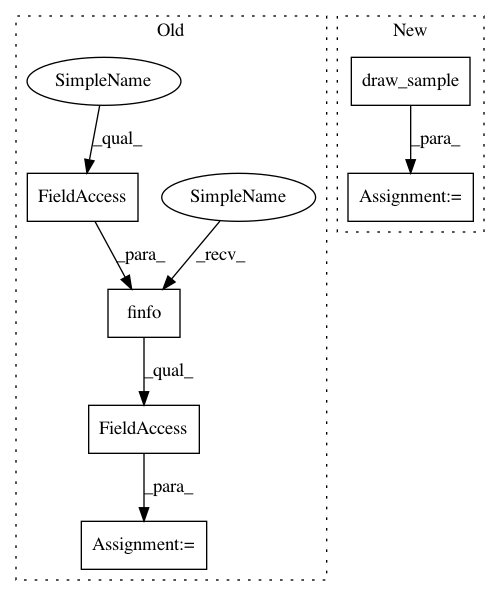 Old
New
SimpleName
draw_sample
_qual_
_para_
FieldAccess
SimpleName
Assignment:=
_para_
_recv_
finfo
_qual_
FieldAccess
_para_
Assignment:=